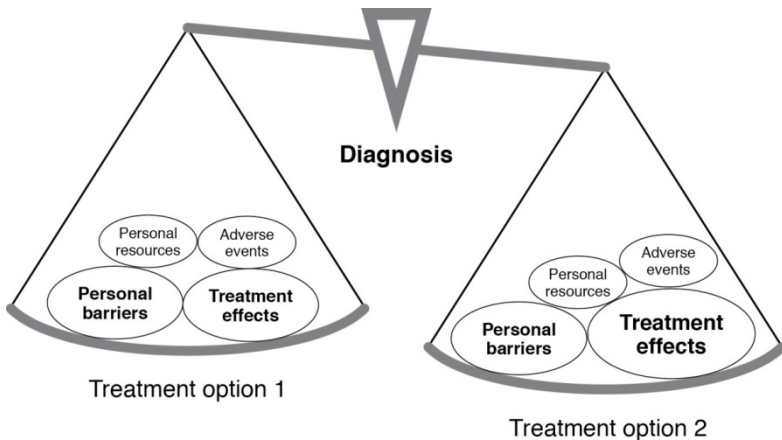 Diagnosis
Personal
resources
Adverse
events
Personal
barriers
Treatment
effects
Treatment option 1
Adverse
events
Personal
resources
Personal
barriers
Treatment
effects
Treatment option 2